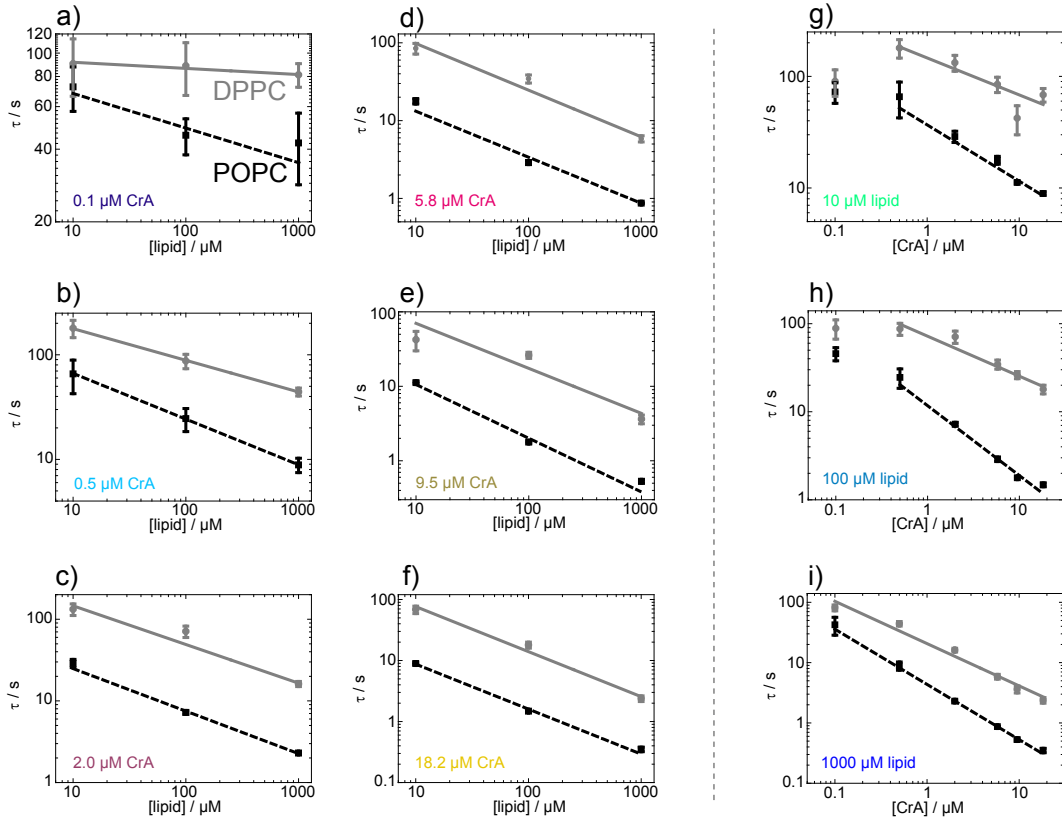 a)
120
100
80
60
40
20
τ / s
DPPC
POPC
0.1 µM CrA
10
100
1000
[lipid] / µM
b)
100
10
τ / s
0.5 µM CrA
10
100
1000
[lipid] / µM
c)
100
10
1
τ / s
2.0 µM CrA
10
100
1000
[lipid] / µM
d)
100
10
1
τ / s
5.8 µM CrA
10
100
1000
[lipid] / µM
e)
100
10
1
τ / s
9.5 µM CrA
10
100
1000
[lipid] / µM
f)
100
10
1
0.1
τ / s
18.2 µM CrA
10
100
1000
[lipid] / µM
g)
100
10
τ / s
10 µM lipid
0.1
1
10
[CrA] / µM
h)
100
10
1
τ / s
100 µM lipid
0.1
1
10
[CrA] / µM
i)
100
10
1
0.1
τ / s
1000 µM lipid
0.1
1
10
[CrA] / µM